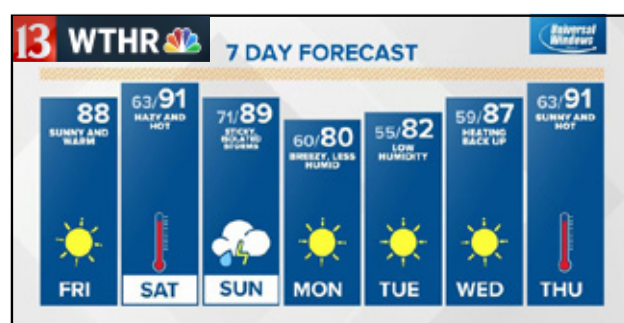 13 WTHR
7 DAY FORECAST
Universal
Windows
88
SUNNY AND
WARM
FRI
63/91
HAZY AND
HOT
SAT
71/89
STICKY,
ISOLATED
STORMS
SUN
60/80
BREEZY, LESS
HUMID
MON
55/82
LOW
HUMIDITY
TUE
59/87
HEATING
BACK UP
WED
63/91
SUNNY AND
HOT
THU